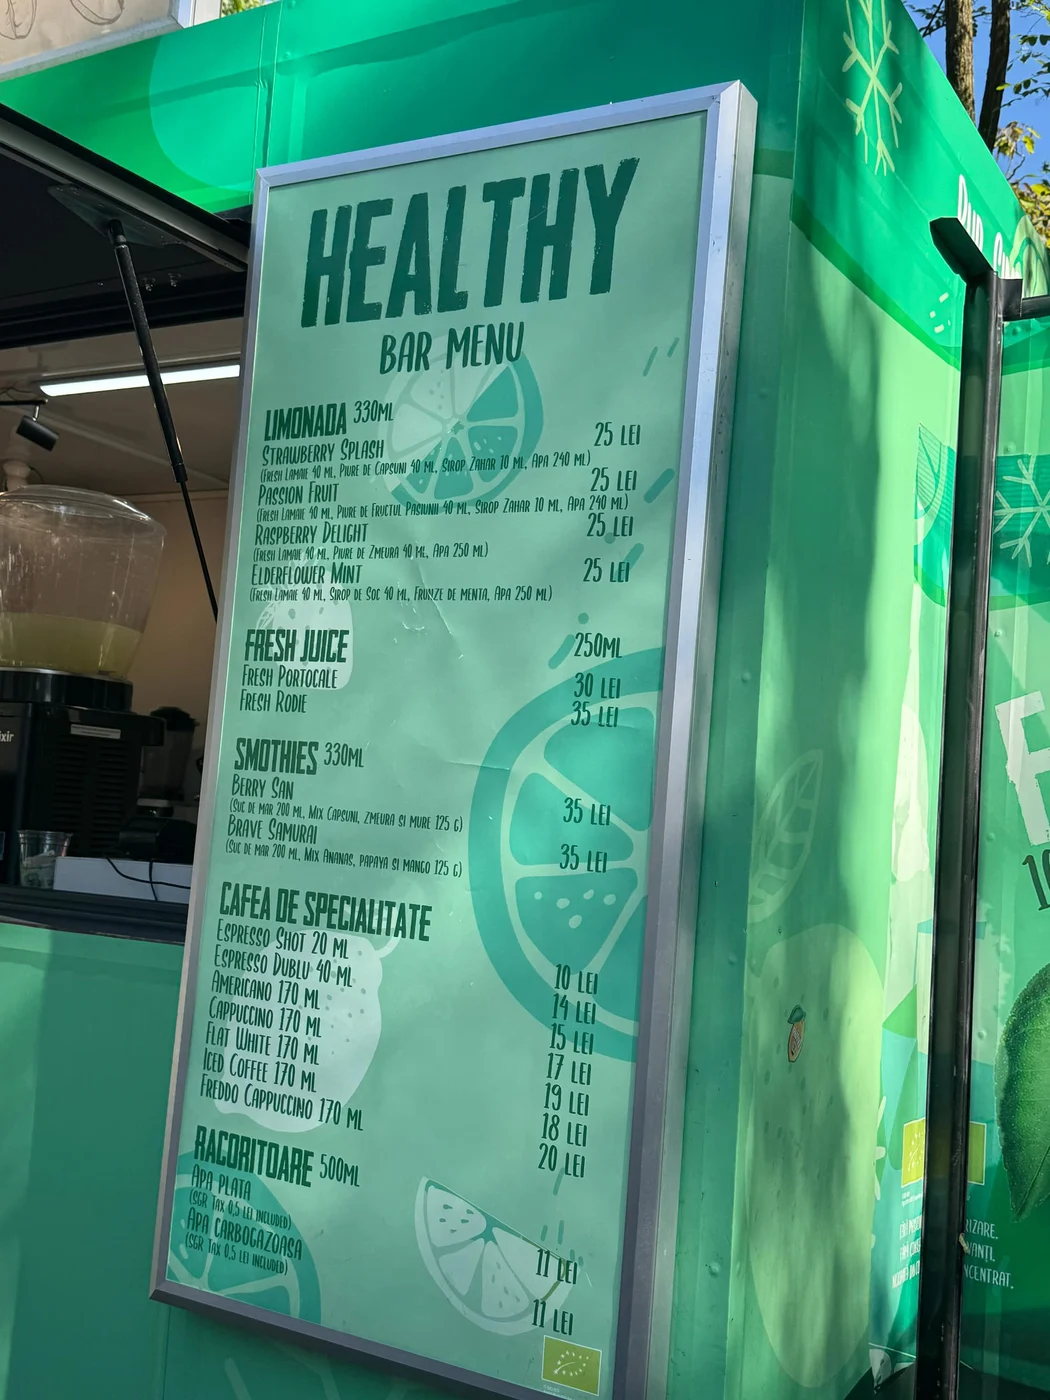 HEALTHY
BAR MENU
LIMONADA 330ML
STRAWBERRY SPLASH 25 LEI
(FRESH LAMAIE 40 ML, PIURE DE CAPSUNI 40 ML, SIROP ZAHAR 10 ML, APA 240 ML)
PASSION FRUIT 25 LEI
(FRESH LAMAIE 40 ML, PIURE DE FRUCTUL PASIUNII 40 ML, SIROP ZAHAR 10 ML, APA 240 ML)
RASPBERRY DELIGHT 25 LEI
(FRESH LAMAIE 40 ML, PIURE DE ZMEURA 40 ML, APA 250 ML)
ELDERFLOWER MINT 25 LEI
(FRESH LAMAIE 40 ML, SIROP DE SOC 40 ML, FRUNZE DE MENTA, APA 250 ML)
FRESH JUICE 250ML
FRESH PORTOCALE 30 LEI
FRESH RODIE 35 LEI
SMOTHIES 330ML
BERRY SAN 35 LEI
(SUC DE MAR 200 ML, MIX CAPSUNI, ZMEURA SI MURE 125 G)
BRAVE SAMURAI 35 LEI
(SUC DE MAR 200 ML, MIX ANANAS, PAPAYA SI MANGO 125 G)
CAFEA DE SPECIALITATE
ESPRESSO SHOT 20 ML 10 LEI
ESPRESSO DUBLU 40 ML 14 LEI
AMERICANO 170 ML 15 LEI
CAPPUCCINO 170 ML 17 LEI
FLAT WHITE 170 ML 19 LEI
ICED COFFEE 170 ML 18 LEI
FREDDO CAPPUCCINO 170 ML 20 LEI
RACORITOARE 500ML
APA PLATA 11 LEI
(SGR TAX 0,5 LEI INCLUDED)
APA CARBOGAZOASA 11 LEI
(SGR TAX 0,5 LEI INCLUDED)